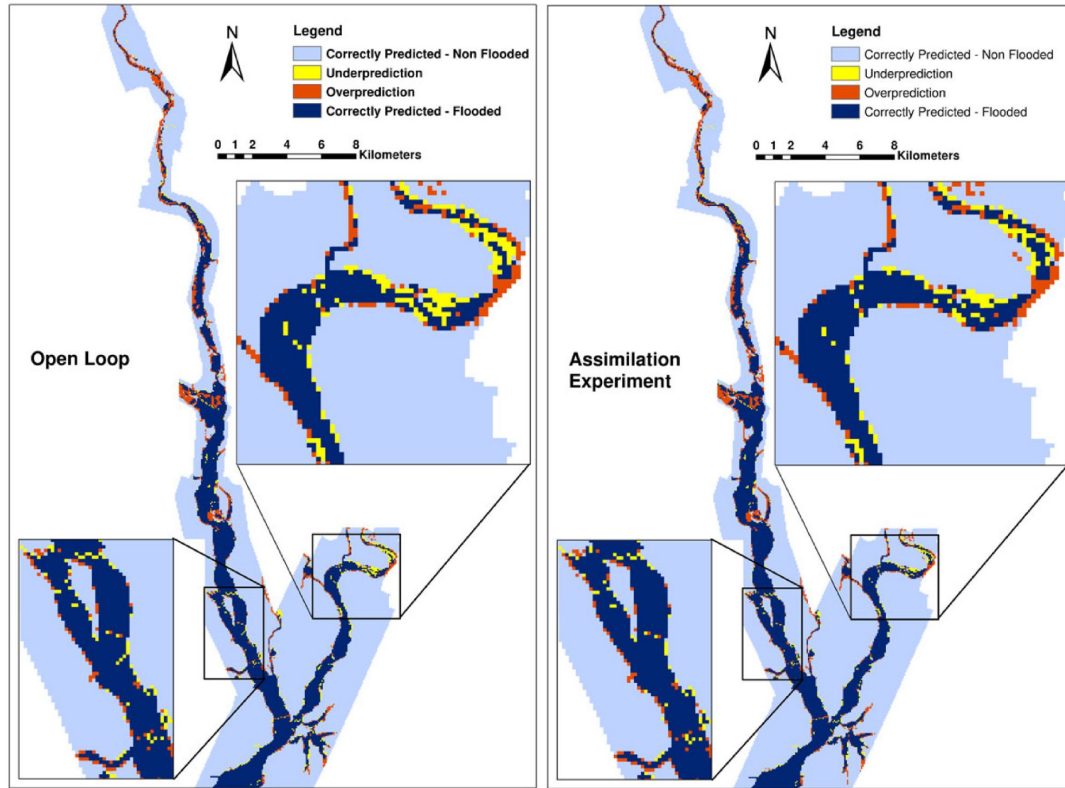 N
Legend
Correctly Predicted - Non Flooded
Underprediction
Overprediction
Correctly Predicted - Flooded
0 1 2 4 6 8
Kilometers
Open Loop
N
Legend
Correctly Predicted - Non Flooded
Underprediction
Overprediction
Correctly Predicted - Flooded
0 1 2 4 6 8
Kilometers
Assimilation
Experiment